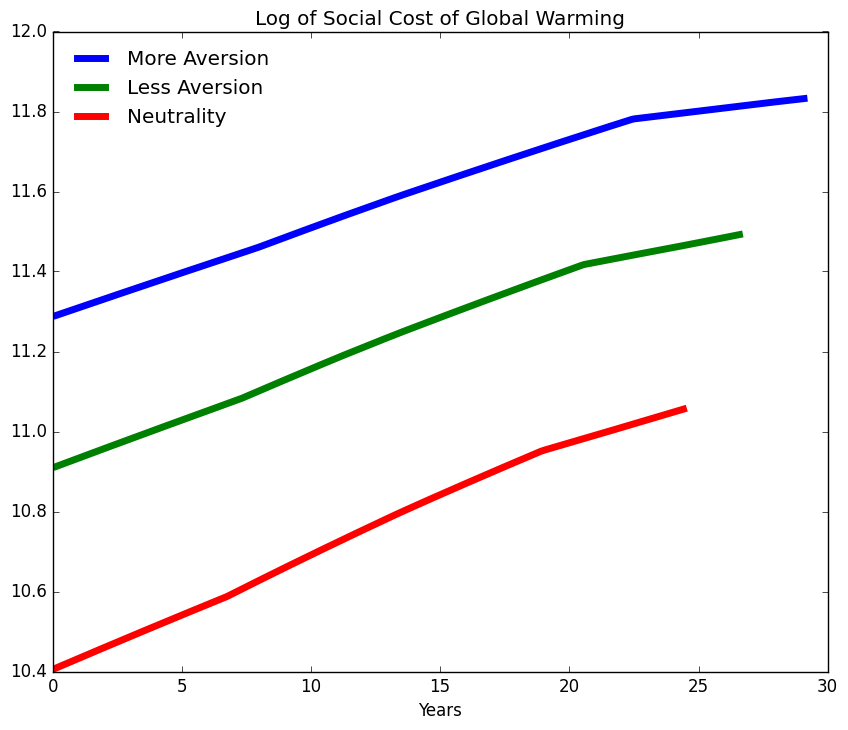 Log of Social Cost of Global Warming
12.0
More Aversion
Less Aversion
Neutrality
11.8
11.6
11.4
11.2
11.0
10.8
10.6
10.4
0 5 10 15 20 25 30
Years